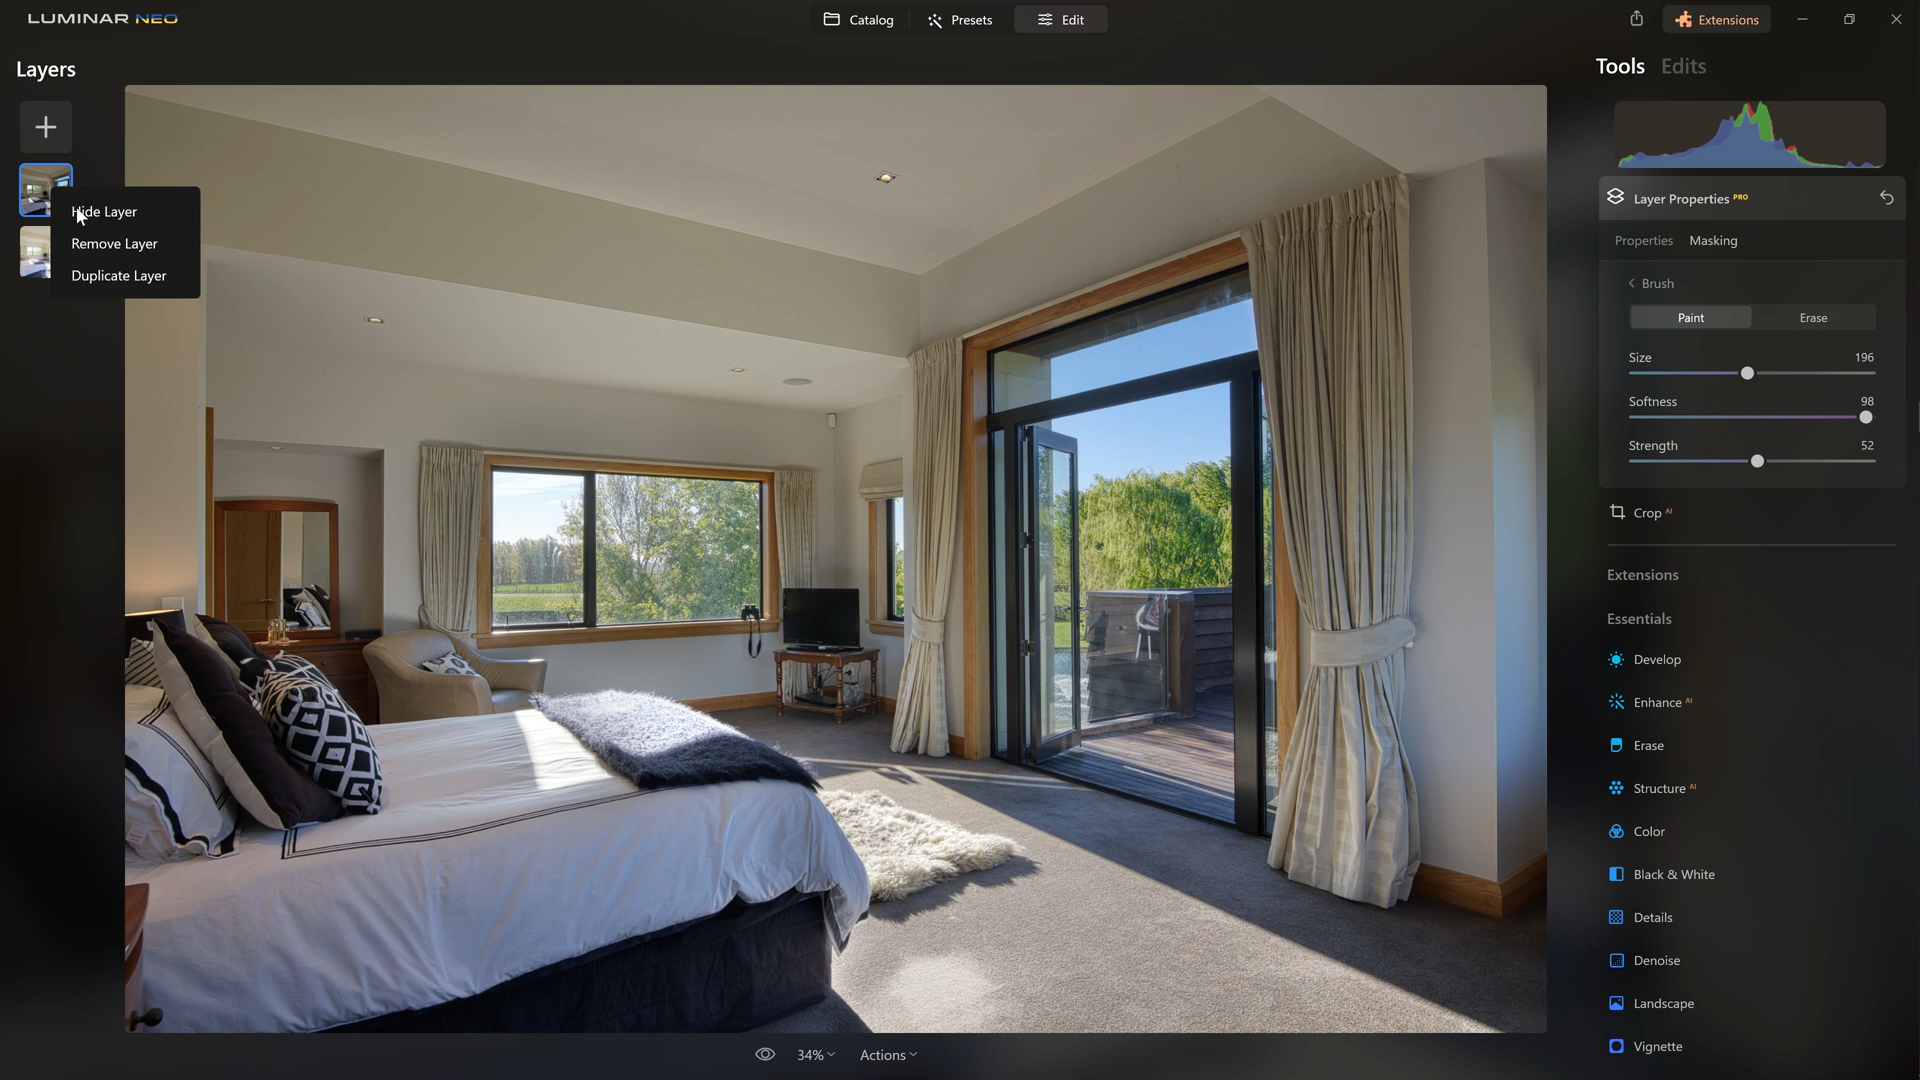 LUMINAR NEO
Catalog
Presets
Edit
Extensions
Layers
Hide Layer
Remove Layer
Duplicate Layer
Tools Edits
Layer Properties PRO
Properties Masking
Brush
Paint Erase
Size 196
Softness 98
Strength 52
Crop AI
Extensions
Essentials
Develop
Enhance AI
Erase
Structure AI
Color
Black & White
Details
Denoise
Landscape
Vignette
34% Actions